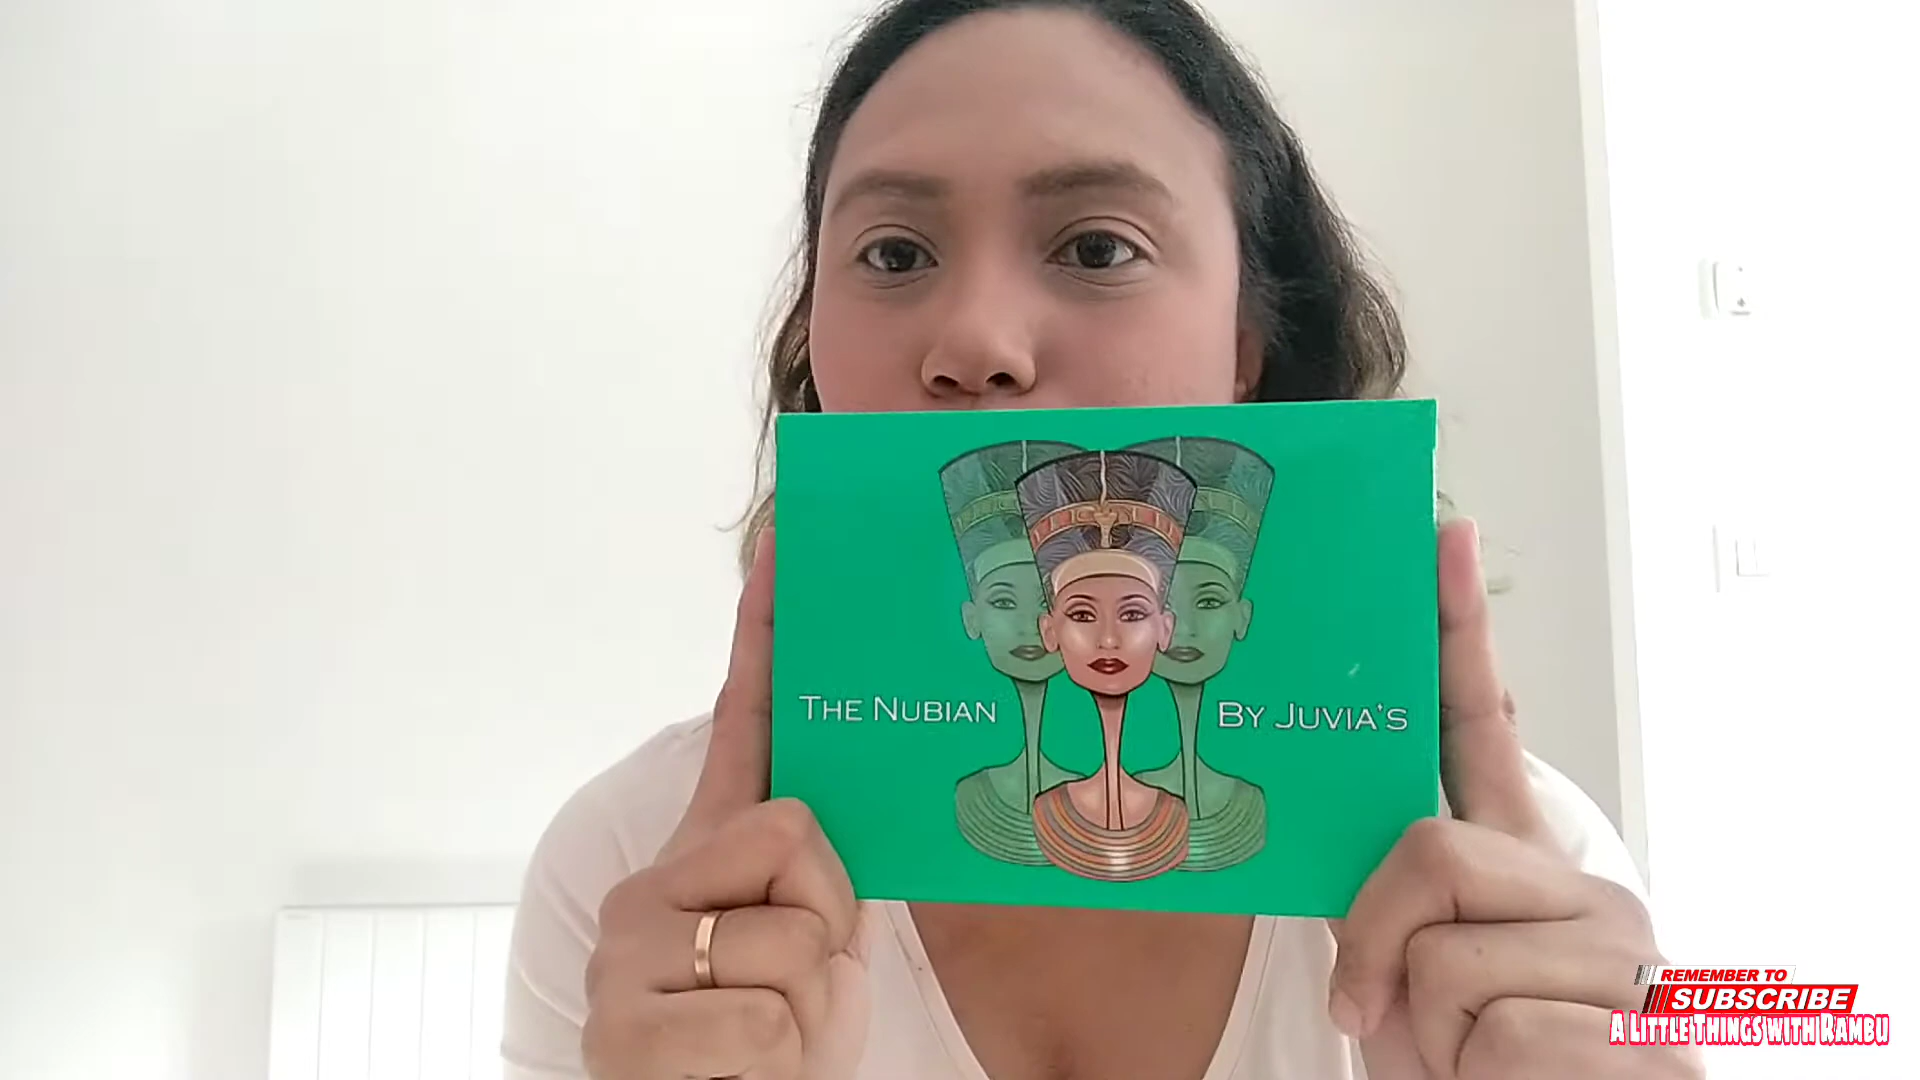 THE NUBIAN
BY JUVIA'S
REMEMBER TO
SUBSCRIBE
A LITTLE THINGS WITH RAMBU